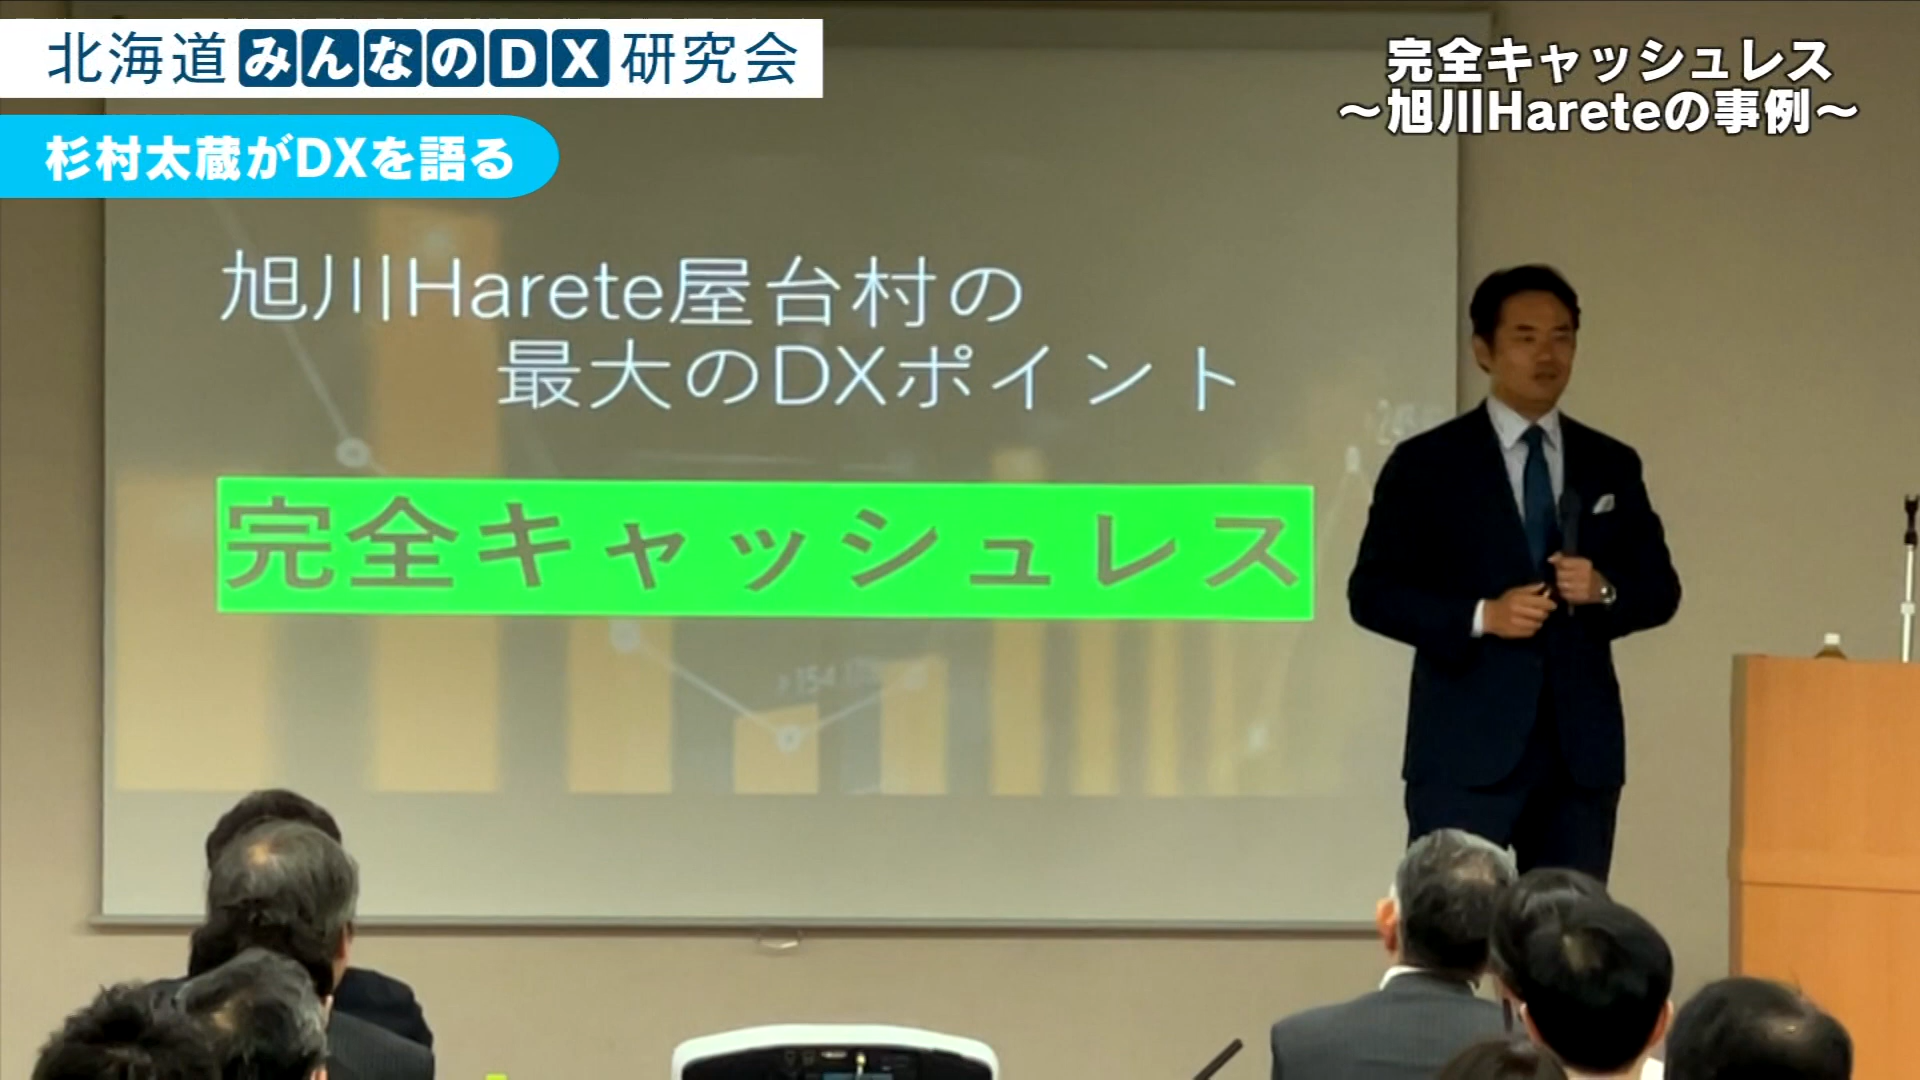 北海道みんなのDX研究会
杉村太蔵がDXを語る
完全キャッシュレス
～旭川Hareteの事例～
旭川Harete屋台村の
最大のDXポイント
完全キャッシュレス